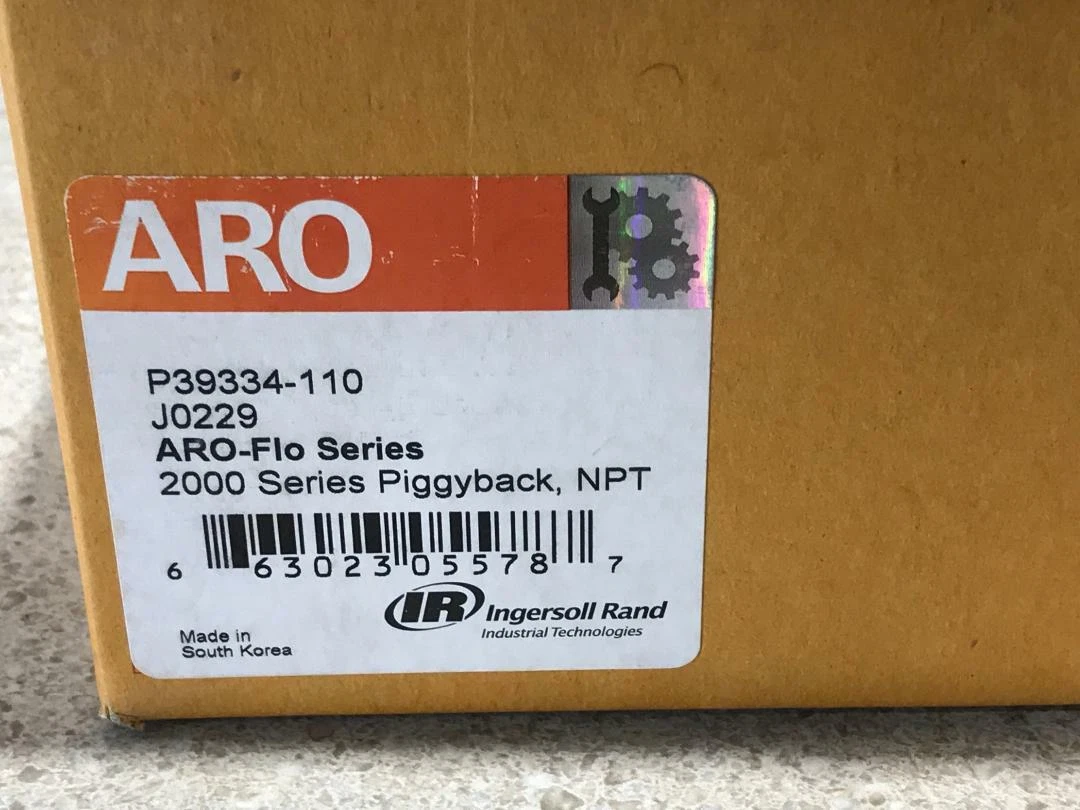 ARO
P39334-110
J0229
ARO-Flo Series
2000 Series Piggyback, NPT
6 63023 05578 7
IR Ingersoll Rand
Industrial Technologies
Made in
South Korea